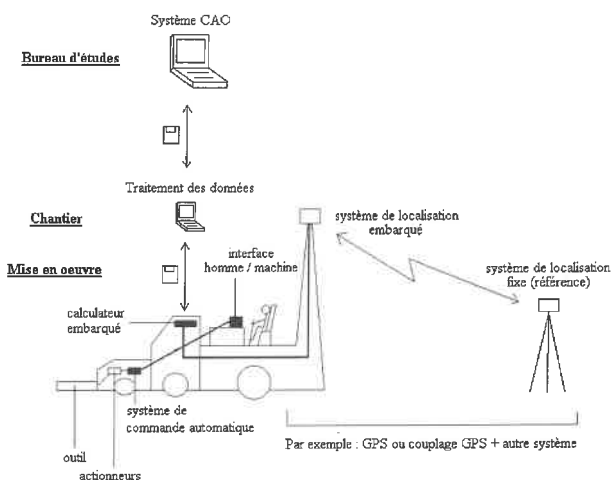 Système CAO
Bureau d'études
Traitement des données
Chantier
système de localisation
embarqué
Mise en oeuvre
interface
homme / machine
système de localisation
fixe (référence)
calculateur
embarqué
système de
commande automatique
Par exemple : GPS ou couplage GPS + autre système
outil
actionneurs